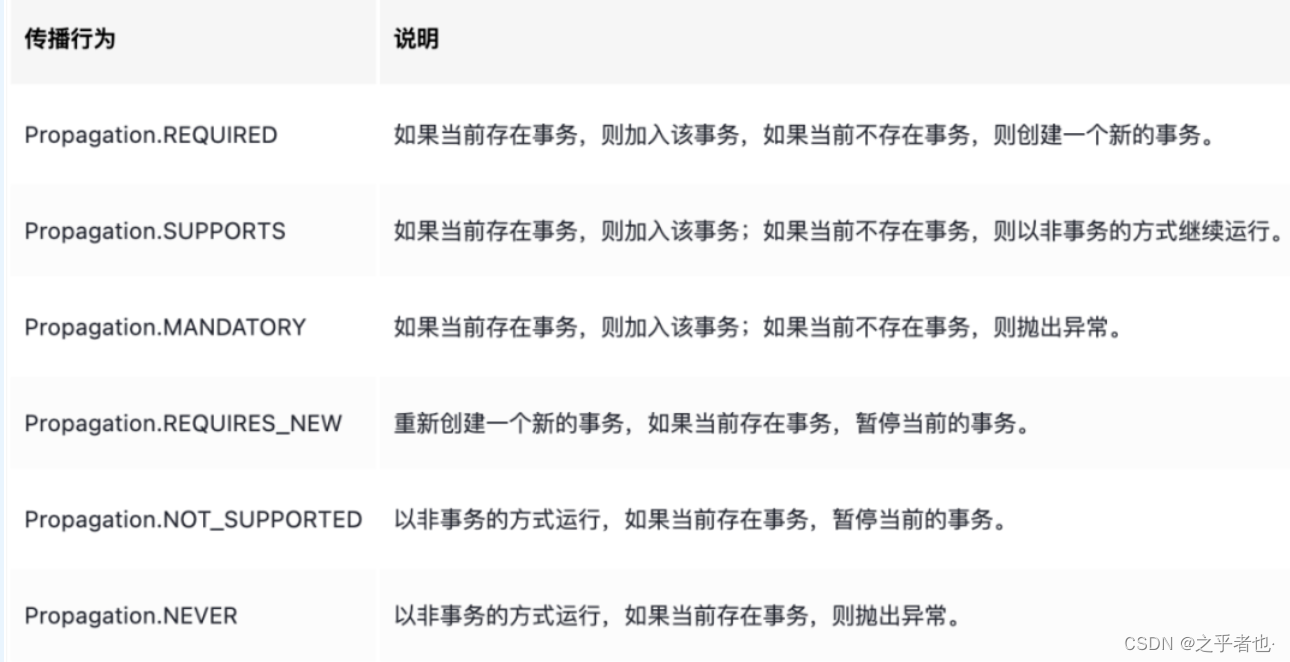 传播行为 说明
Propagation.REQUIRED 如果当前存在事务，则加入该事务，如果当前不存在事务，则创建一个新的事务。
Propagation.SUPPORTS 如果当前存在事务，则加入该事务；如果当前不存在事务，则以非事务的方式继续运行。
Propagation.MANDATORY 如果当前存在事务，则加入该事务；如果当前不存在事务，则抛出异常。
Propagation.REQUIRES_NEW 重新创建一个新的事务，如果当前存在事务，暂停当前的事务。
Propagation.NOT_SUPPORTED 以非事务的方式运行，如果当前存在事务，暂停当前的事务。
Propagation.NEVER 以非事务的方式运行，如果当前存在事务，则抛出异常。
CSDN @之乎者也·